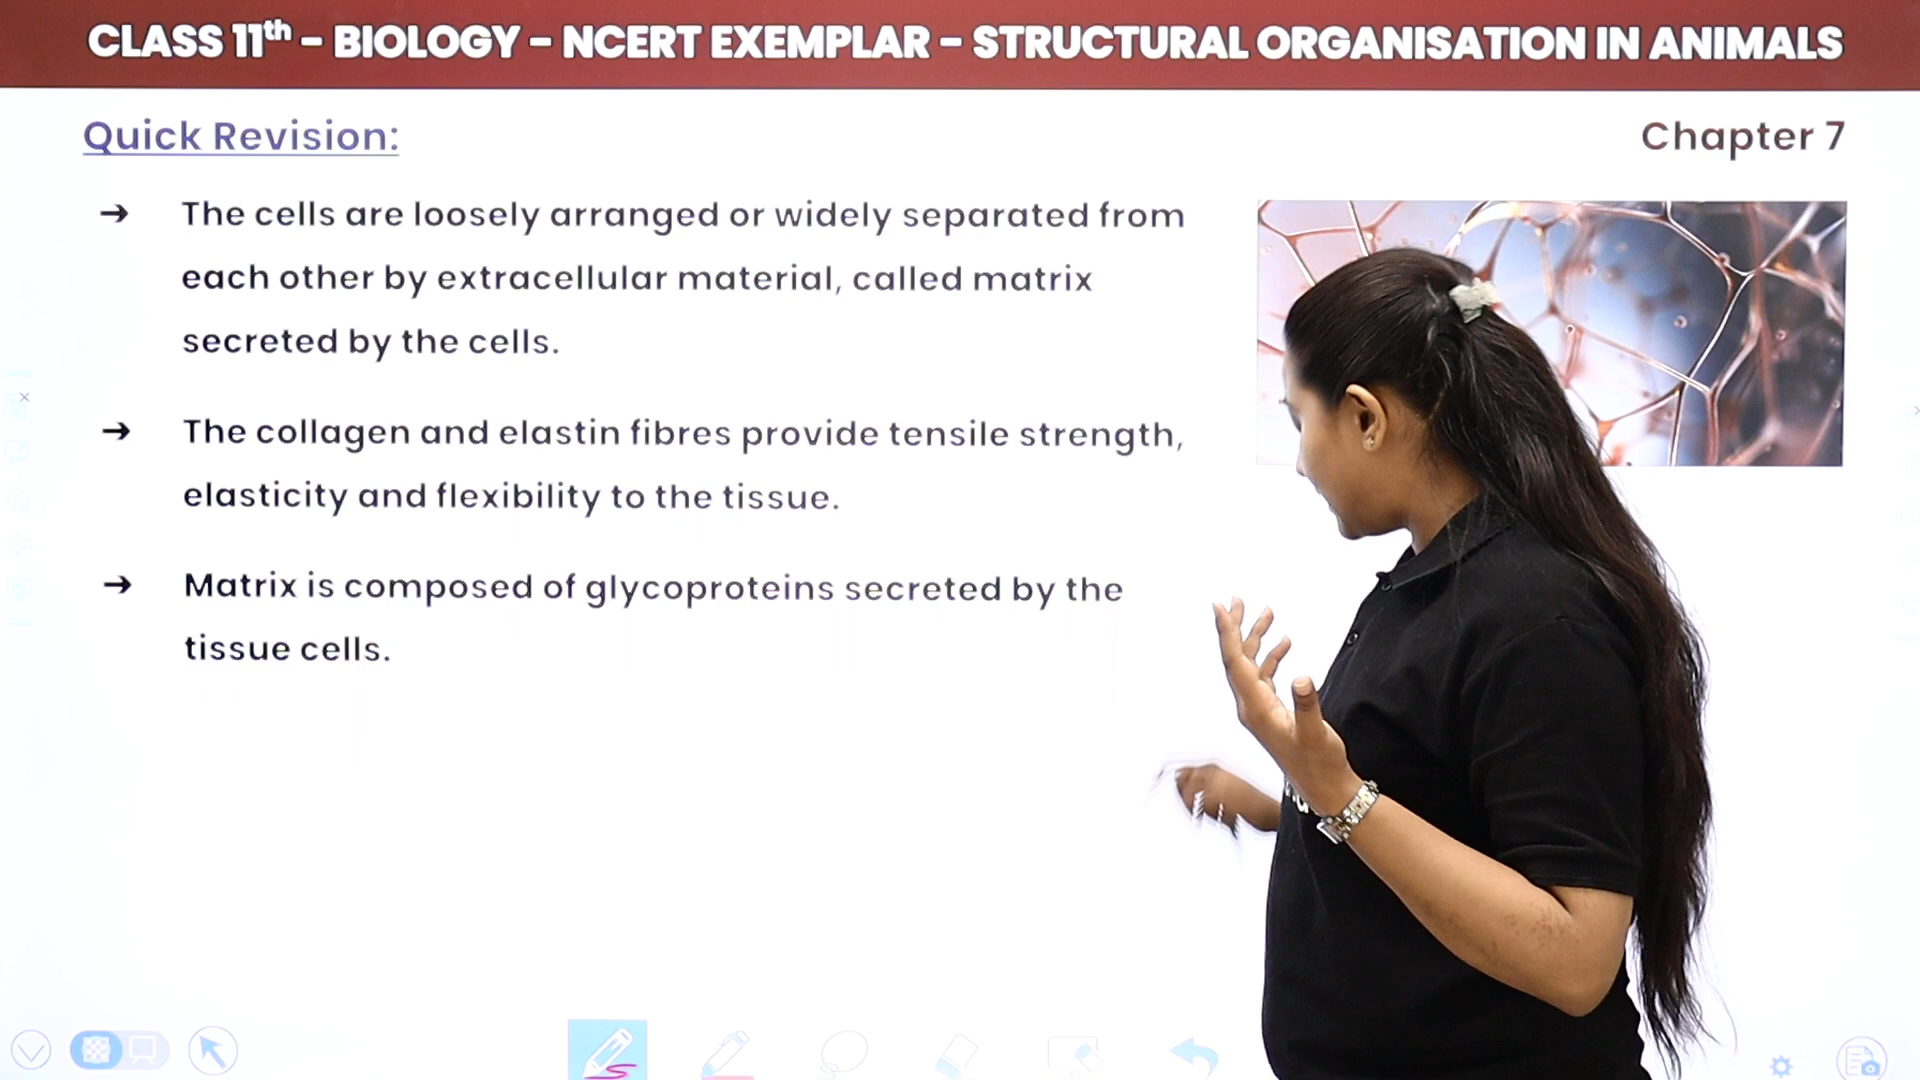 CLASS 11th - BIOLOGY - NCERT EXEMPLAR - STRUCTURAL ORGANISATION IN ANIMALS
Quick Revision:
Chapter 7
➔ The cells are loosely arranged or widely separated from
each other by extracellular material, called matrix
secreted by the cells.
➔ The collagen and elastin fibres provide tensile strength,
elasticity and flexibility to the tissue.
➔ Matrix is composed of glycoproteins secreted by the
tissue cells.